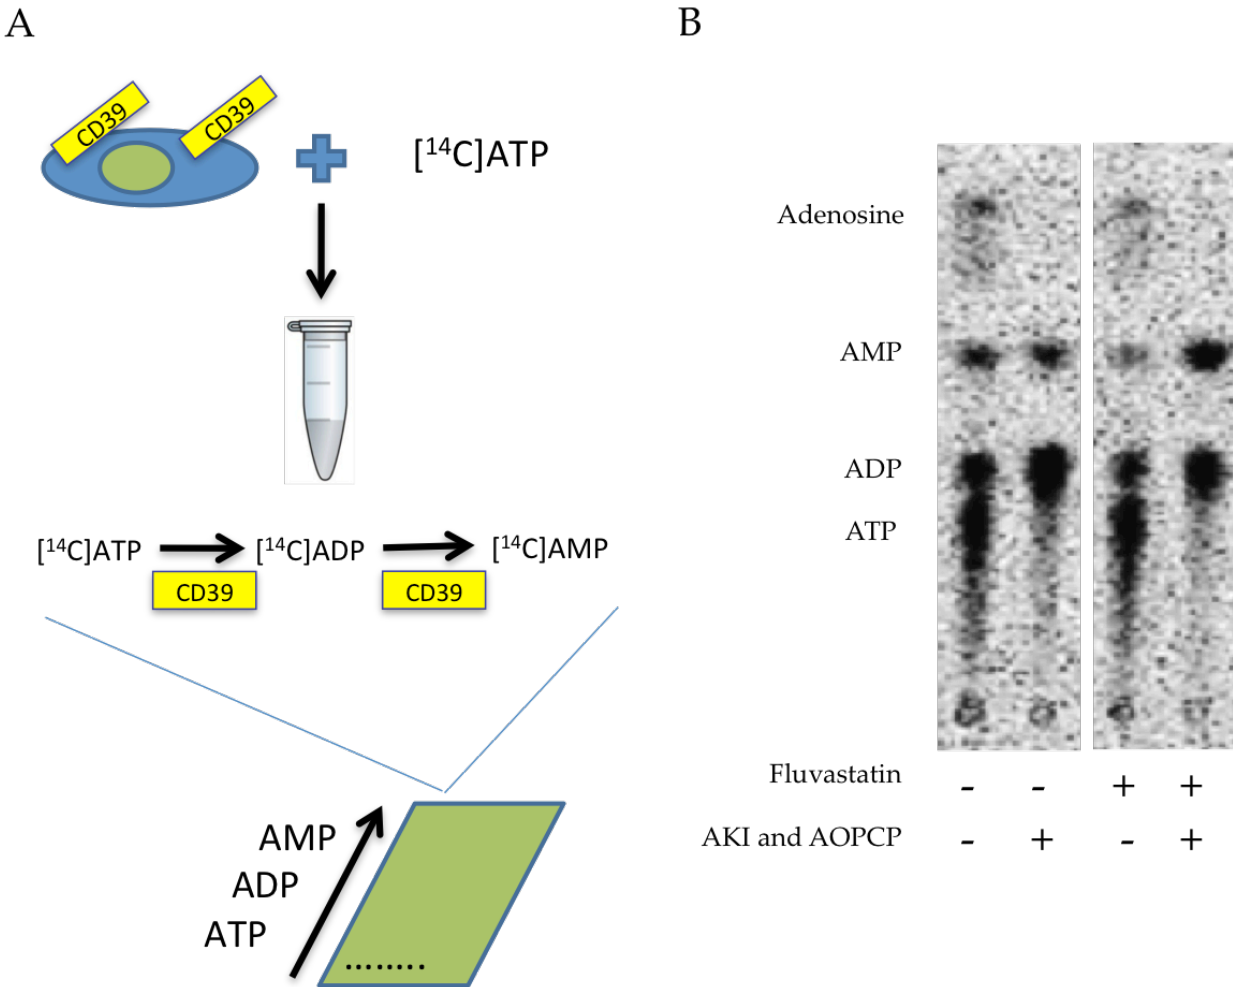 A
CD39
CD39
[¹⁴C]ATP
[¹⁴C]ATP
[¹⁴C]ADP
[¹⁴C]AMP
CD39
CD39
AMP
ADP
ATP
B
Adenosine
AMP
ADP
ATP
Fluvastatin - - + +
AKI and AOPCP - + - +